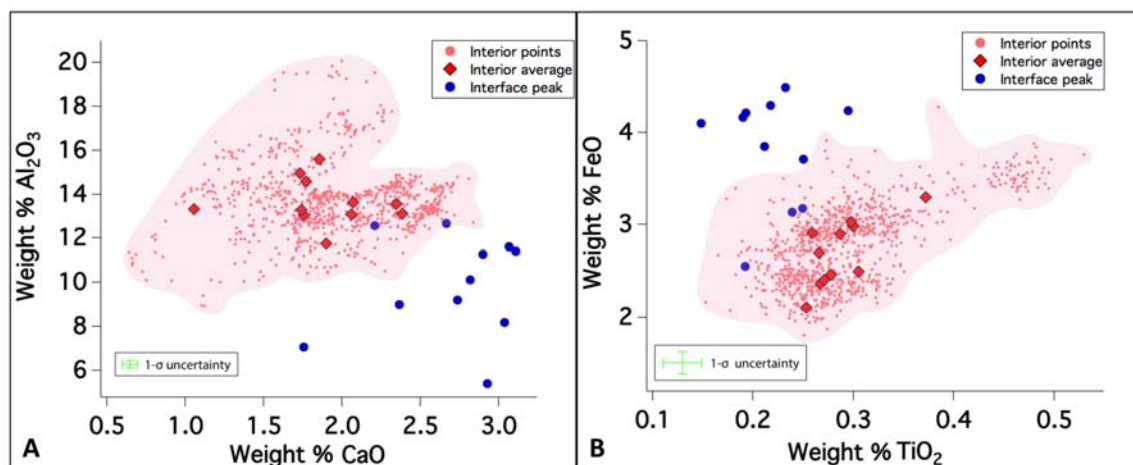 20
18
16
14
12
10
8
6
Weight % Al₂O₃
Interior points
Interior average
Interface peak
1-σ uncertainty
0.5 1.0 1.5 2.0 2.5 3.0
A Weight % CaO
5
4
3
2
Weight % FeO
Interior points
Interior average
Interface peak
1-σ uncertainty
0.1 0.2 0.3 0.4 0.5
B Weight % TiO₂